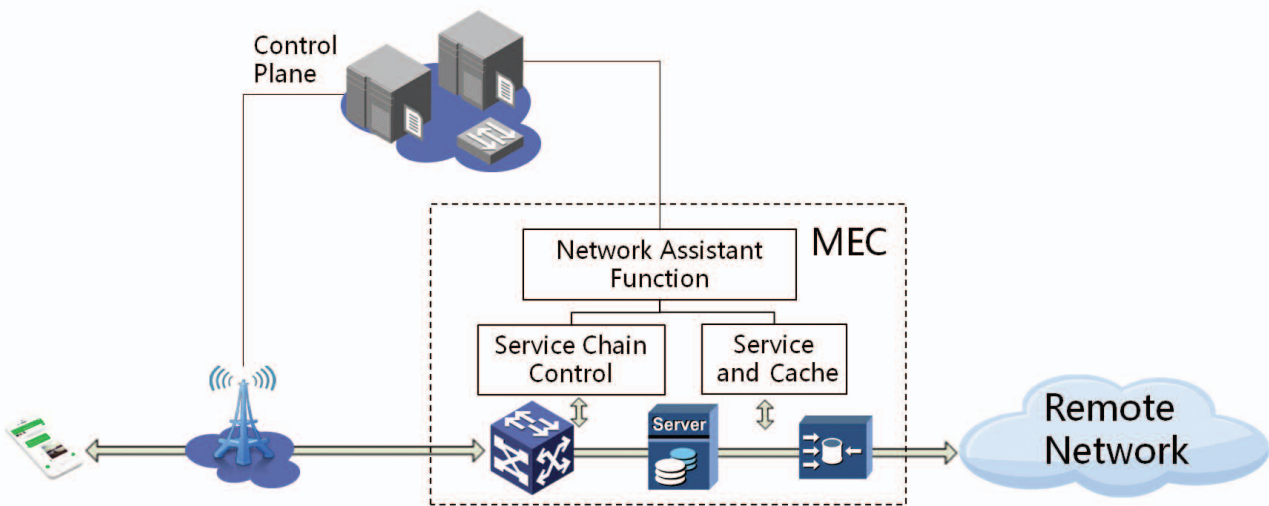 Control
Plane
MEC
Network Assistant
Function
Service Chain
Control
Service
and Cache
Server
Remote
Network